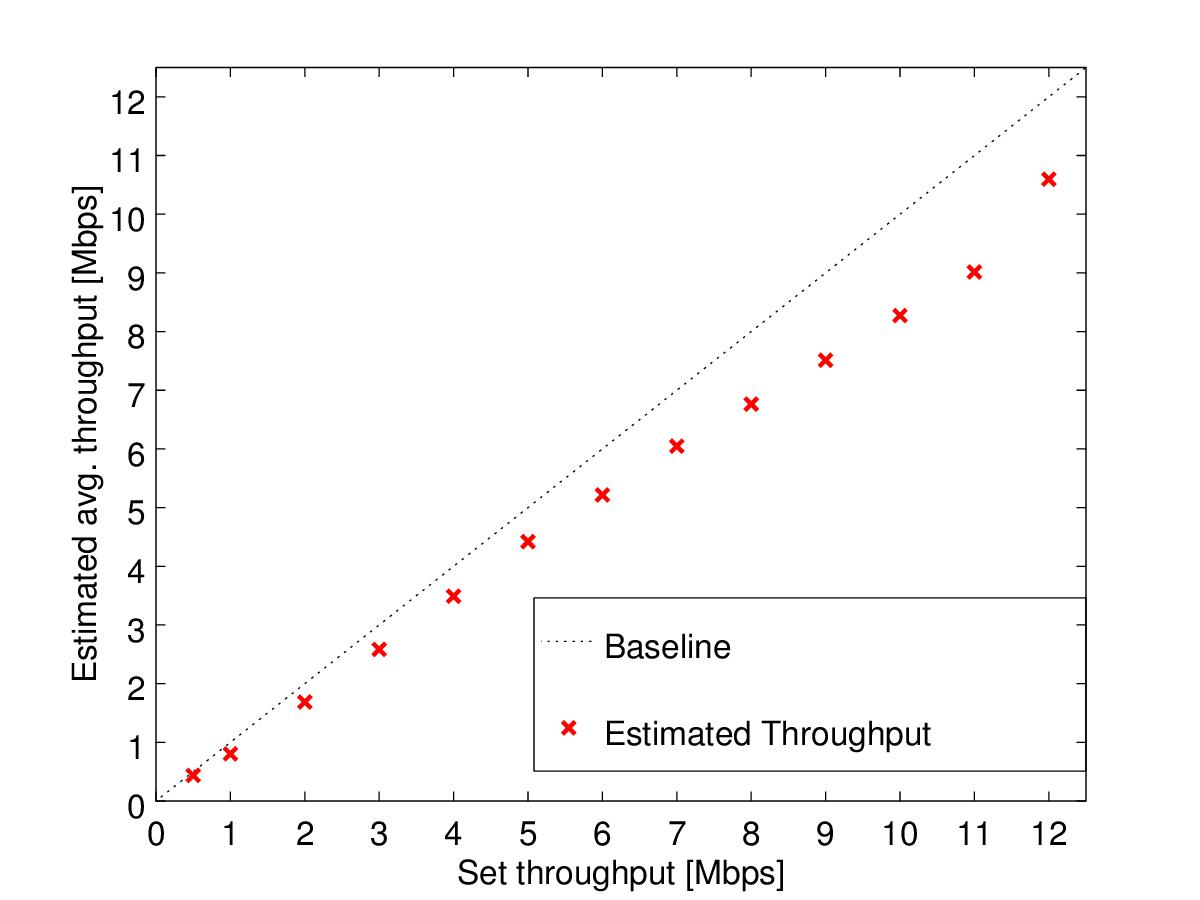 12
11
10
9
8
7
6
5
4
3
2
1
0
Estimated avg. throughput [Mbps]
Baseline
Estimated Throughput
0 1 2 3 4 5 6 7 8 9 10 11 12
Set throughput [Mbps]